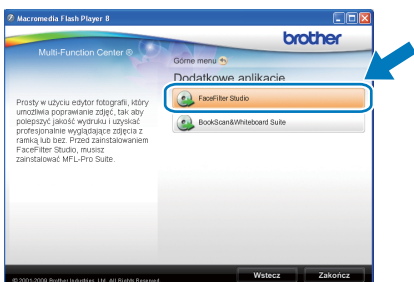 Macromedia Flash Player 8
brother
Multi-Function Center ®
Górne menu
Dodatkowe aplikacje
FaceFilter Studio
BookScan&Whiteboard Suite
Prosty w użyciu edytor fotografii, który
umożliwia poprawianie zdjęć, tak aby
polepszyć jakość wydruku i uzyskać
profesjonalnie wyglądające zdjęcia z
ramką lub bez. Przed zainstalowaniem
FaceFilter Studio, musisz
zainstalować MFL-Pro Suite.
Wstecz
Zakończ
© 2001-2009 Brother Industries, Ltd. All Rights Reserved.